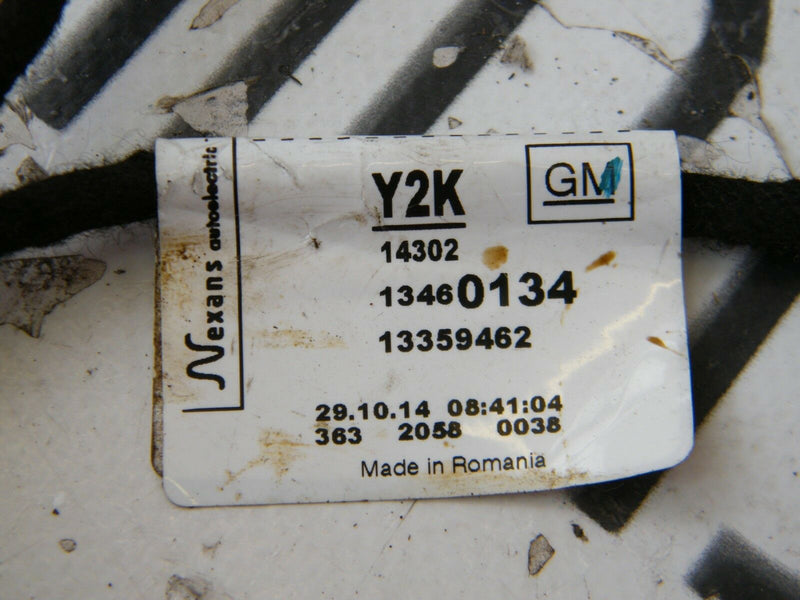 Nexans autoelectric
Y2K
GM
14302
13460134
13359462
29.10.14 08:41:04
363 2058 0038
Made in Romania